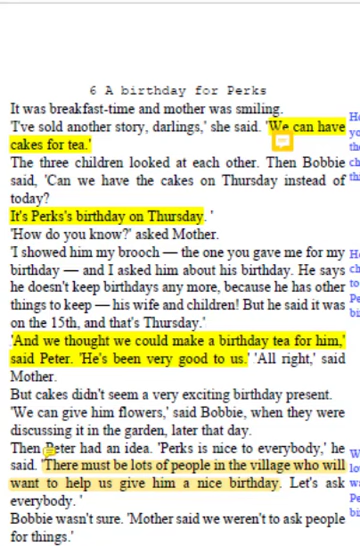 6 A birthday for Perks
It was breakfast-time and mother was smiling.
'I've sold another story, darlings,' she said. 'We can have
cakes for tea.'
The three children looked at each other. Then Bobbie
said, 'Can we have the cakes on Thursday instead of
today?
It's Perks's birthday on Thursday. '
'How do you know?' asked Mother.
'I showed him my brooch — the one you gave me for my
birthday — and I asked him about his birthday. He says
he doesn't keep birthdays any more, because he has other
things to keep — his wife and children! But he said it was
on the 15th, and that's Thursday.'
.'And we thought we could make a birthday tea for him,'
said Peter. 'He's been very good to us.' 'All right,' said
Mother.
But cakes didn't seem a very exciting birthday present.
'We can give him flowers,' said Bobbie, when they were
discussing it in the garden, later that day.
Then Peter had an idea. 'Perks is nice to everybody,' he
said. 'There must be lots of people in the village who will
want to help us give him a nice birthday. Let's ask
everybody. '
Bobbie wasn't sure. 'Mother said we weren't to ask people
for things.'